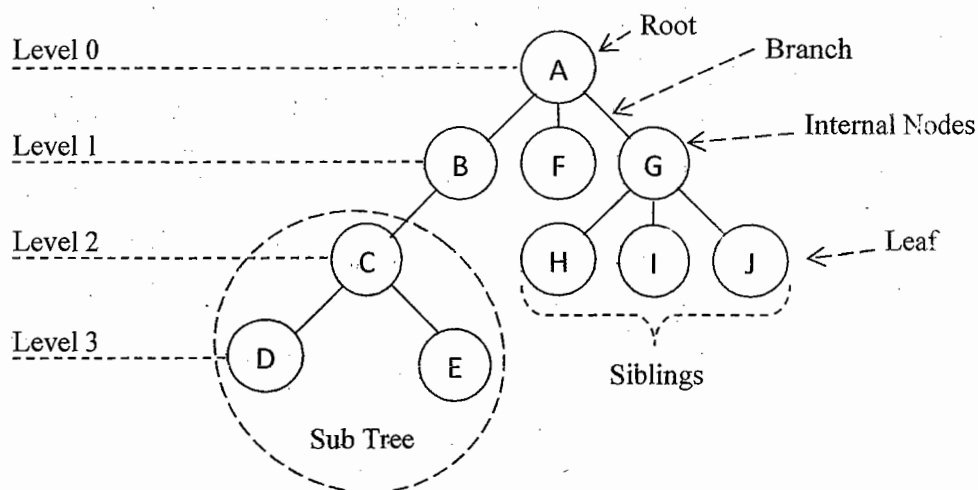 Level 0
Root
A
Branch
Level 1
Internal Nodes
B
F
G
Level 2
Leaf
C
H
I
J
Level 3
D
E
Siblings
Sub Tree